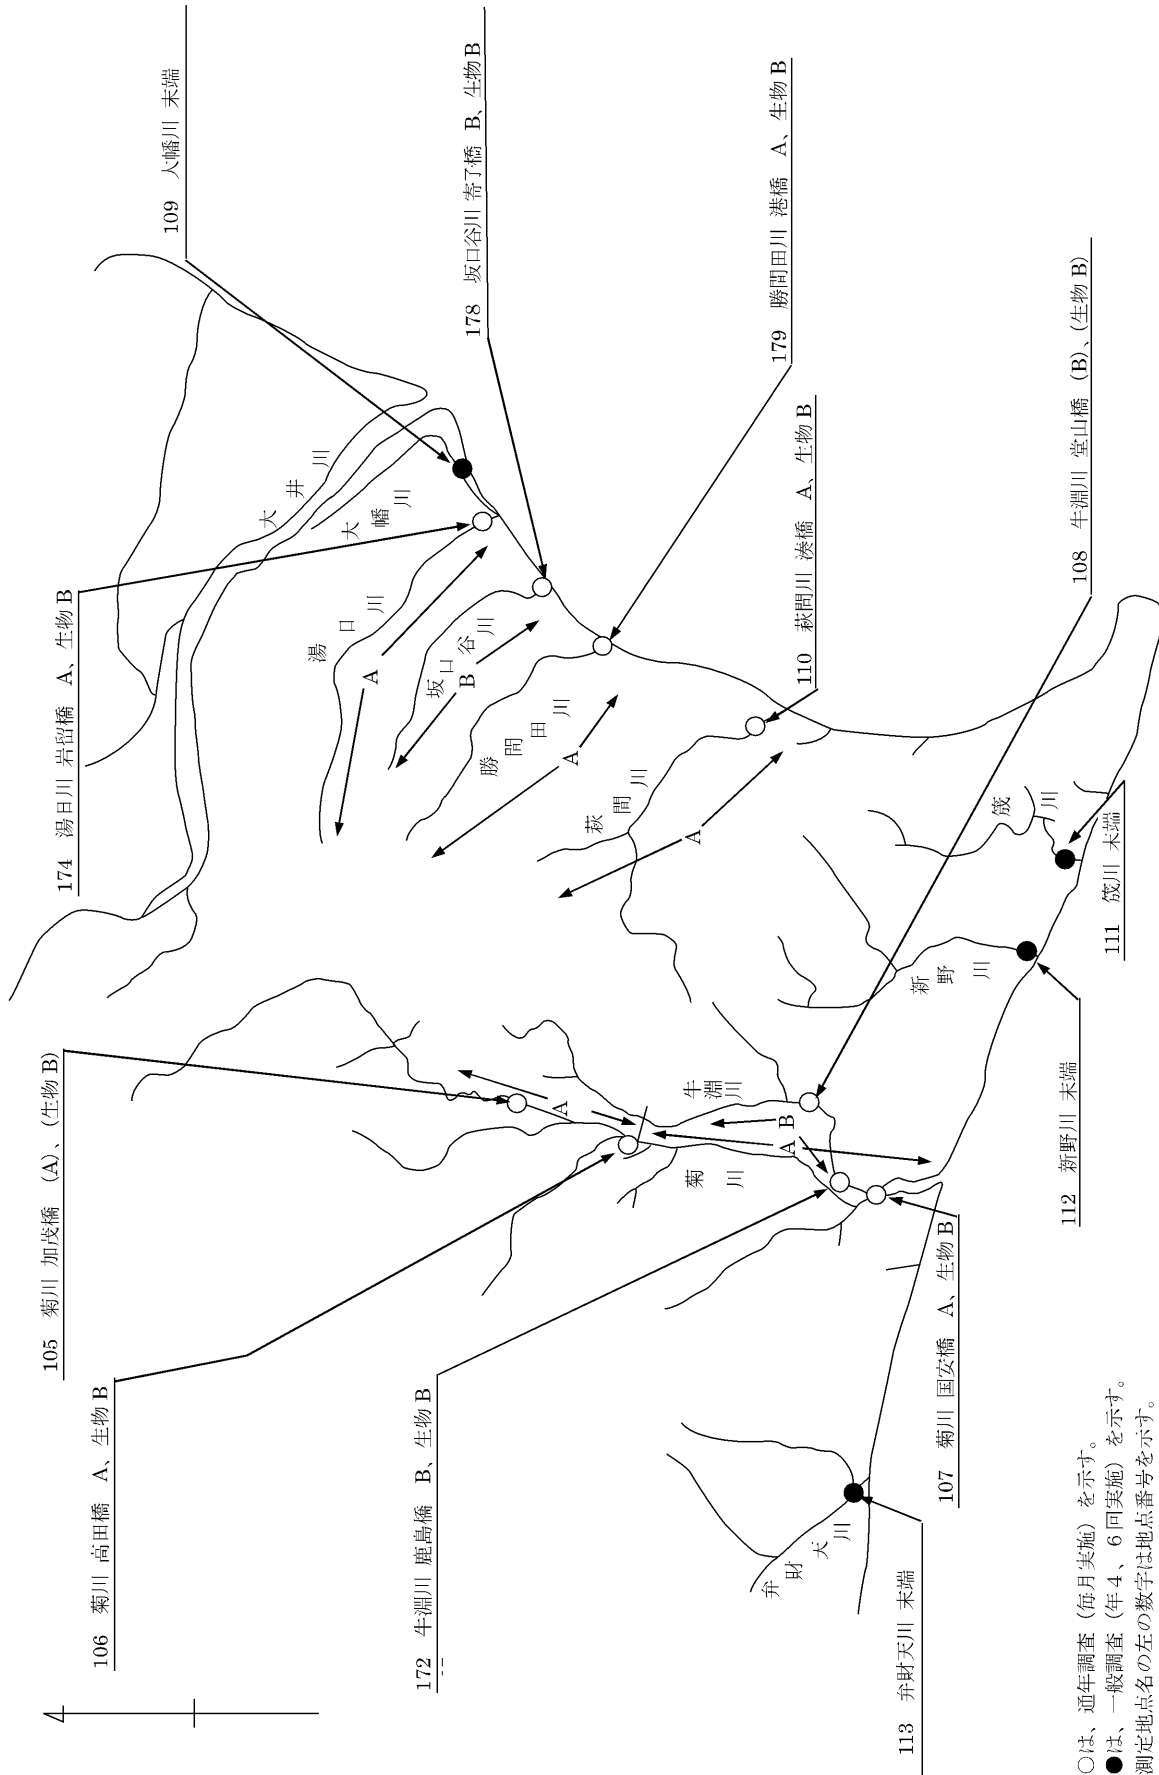 105 菊川 加茂橋 (A)、(生物 B)
174 湯日川 岩留橋 A、生物 B
109 大幡川 末端
106 菊川 高田橋 A、生物 B
172 牛淵川 鹿島橋 B、生物 B
178 坂口谷川 寄子橋 B、生物 B
179 勝間田川 港橋 A、生物 B
110 萩間川 湊橋 A、生物 B
108 牛淵川 堂山橋 (B)、(生物 B)
107 菊川 国安橋 A、生物 B
113 弁財天川 末端
112 新野川 末端
111 筬川 末端
大井川
大幡川
湯日川
坂口谷川
勝間田川
萩間川
牛淵川
菊川
新野川
筬川
弁財天川
A
B
A
A
A
B
A
○は、通年調査(毎月実施)を示す。
●は、一般調査(年4、6回実施)を示す。
測定地点名の左の数字は地点番号を示す。